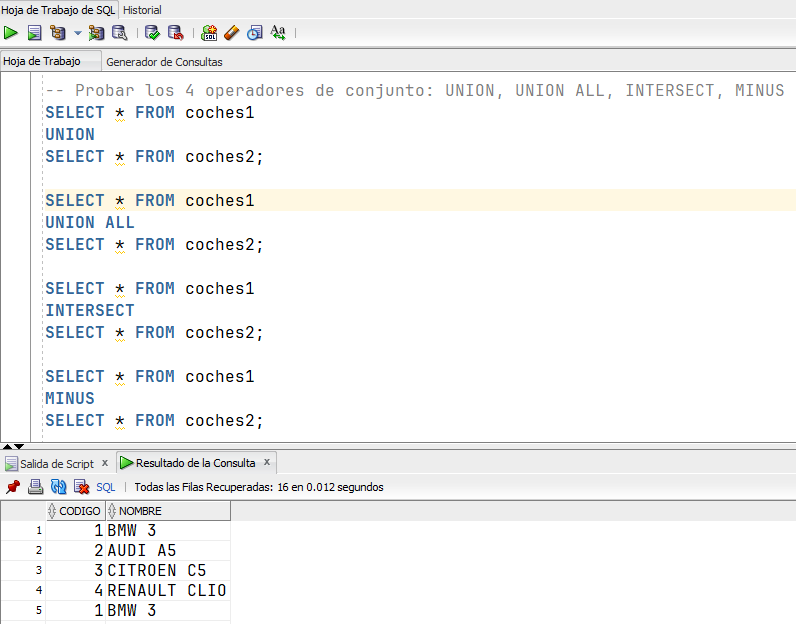 Hoja de Trabajo de SQL Historial
SQL Aa
Hoja de Trabajo Generador de Consultas
-- Probar los 4 operadores de conjunto: UNION, UNION ALL, INTERSECT, MINUS
SELECT * FROM coches1
UNION
SELECT * FROM coches2;
SELECT * FROM coches1
UNION ALL
SELECT * FROM coches2;
SELECT * FROM coches1
INTERSECT
SELECT * FROM coches2;
SELECT * FROM coches1
MINUS
SELECT * FROM coches2;
Salida de Script x Resultado de la Consulta x
SQL | Todas las Filas Recuperadas: 16 en 0.012 segundos
CODIGO NOMBRE
1 1 BMW 3
2 2 AUDI A5
3 3 CITROEN C5
4 4 RENAULT CLIO
5 1 BMW 3